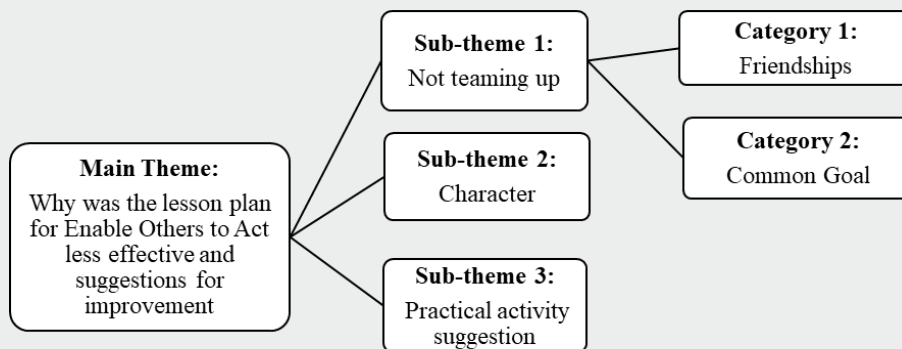 Main Theme:
Why was the lesson plan
for Enable Others to Act
less effective and
suggestions for
improvement
Sub-theme 1:
Not teaming up
Category 1:
Friendships
Category 2:
Common Goal
Sub-theme 2:
Character
Sub-theme 3:
Practical activity
suggestion